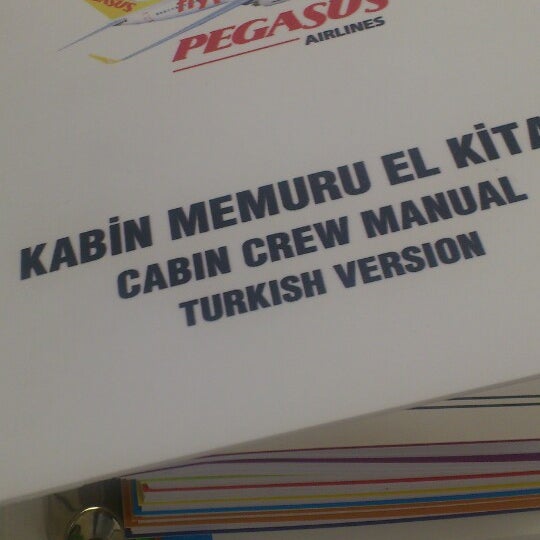 PEGASUS
AIRLINES
KABİN MEMURU EL KİTA
CABIN CREW MANUAL
TURKISH VERSION